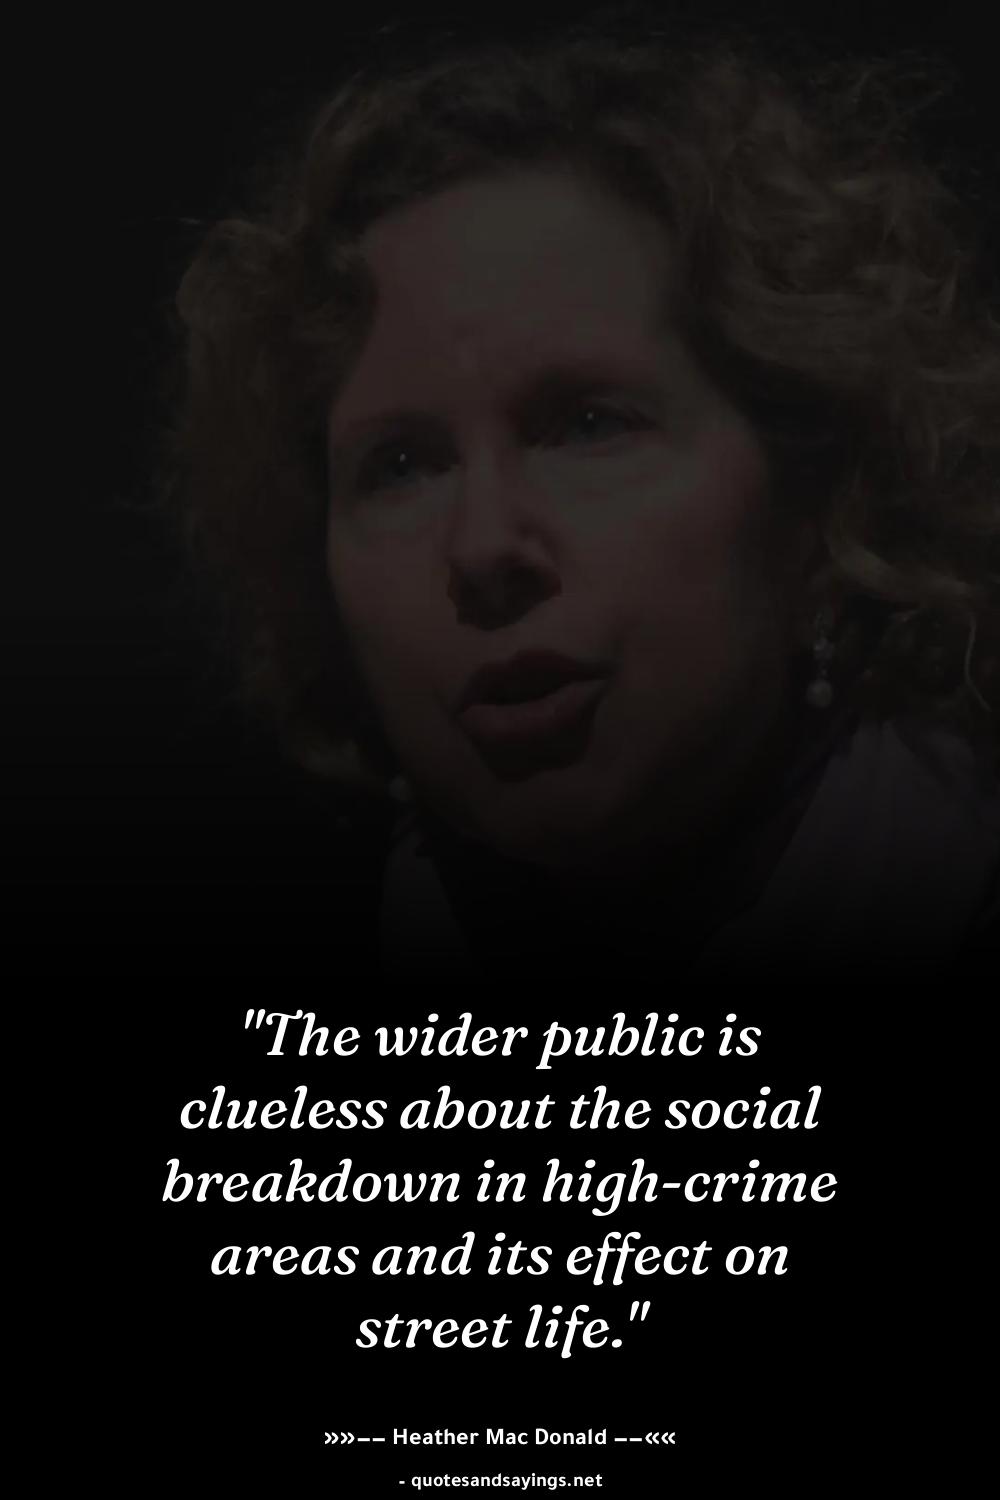 "The wider public is
clueless about the social
breakdown in high-crime
areas and its effect on
street life."
»»−− Heather Mac Donald −−««
- quotesandsayings.net